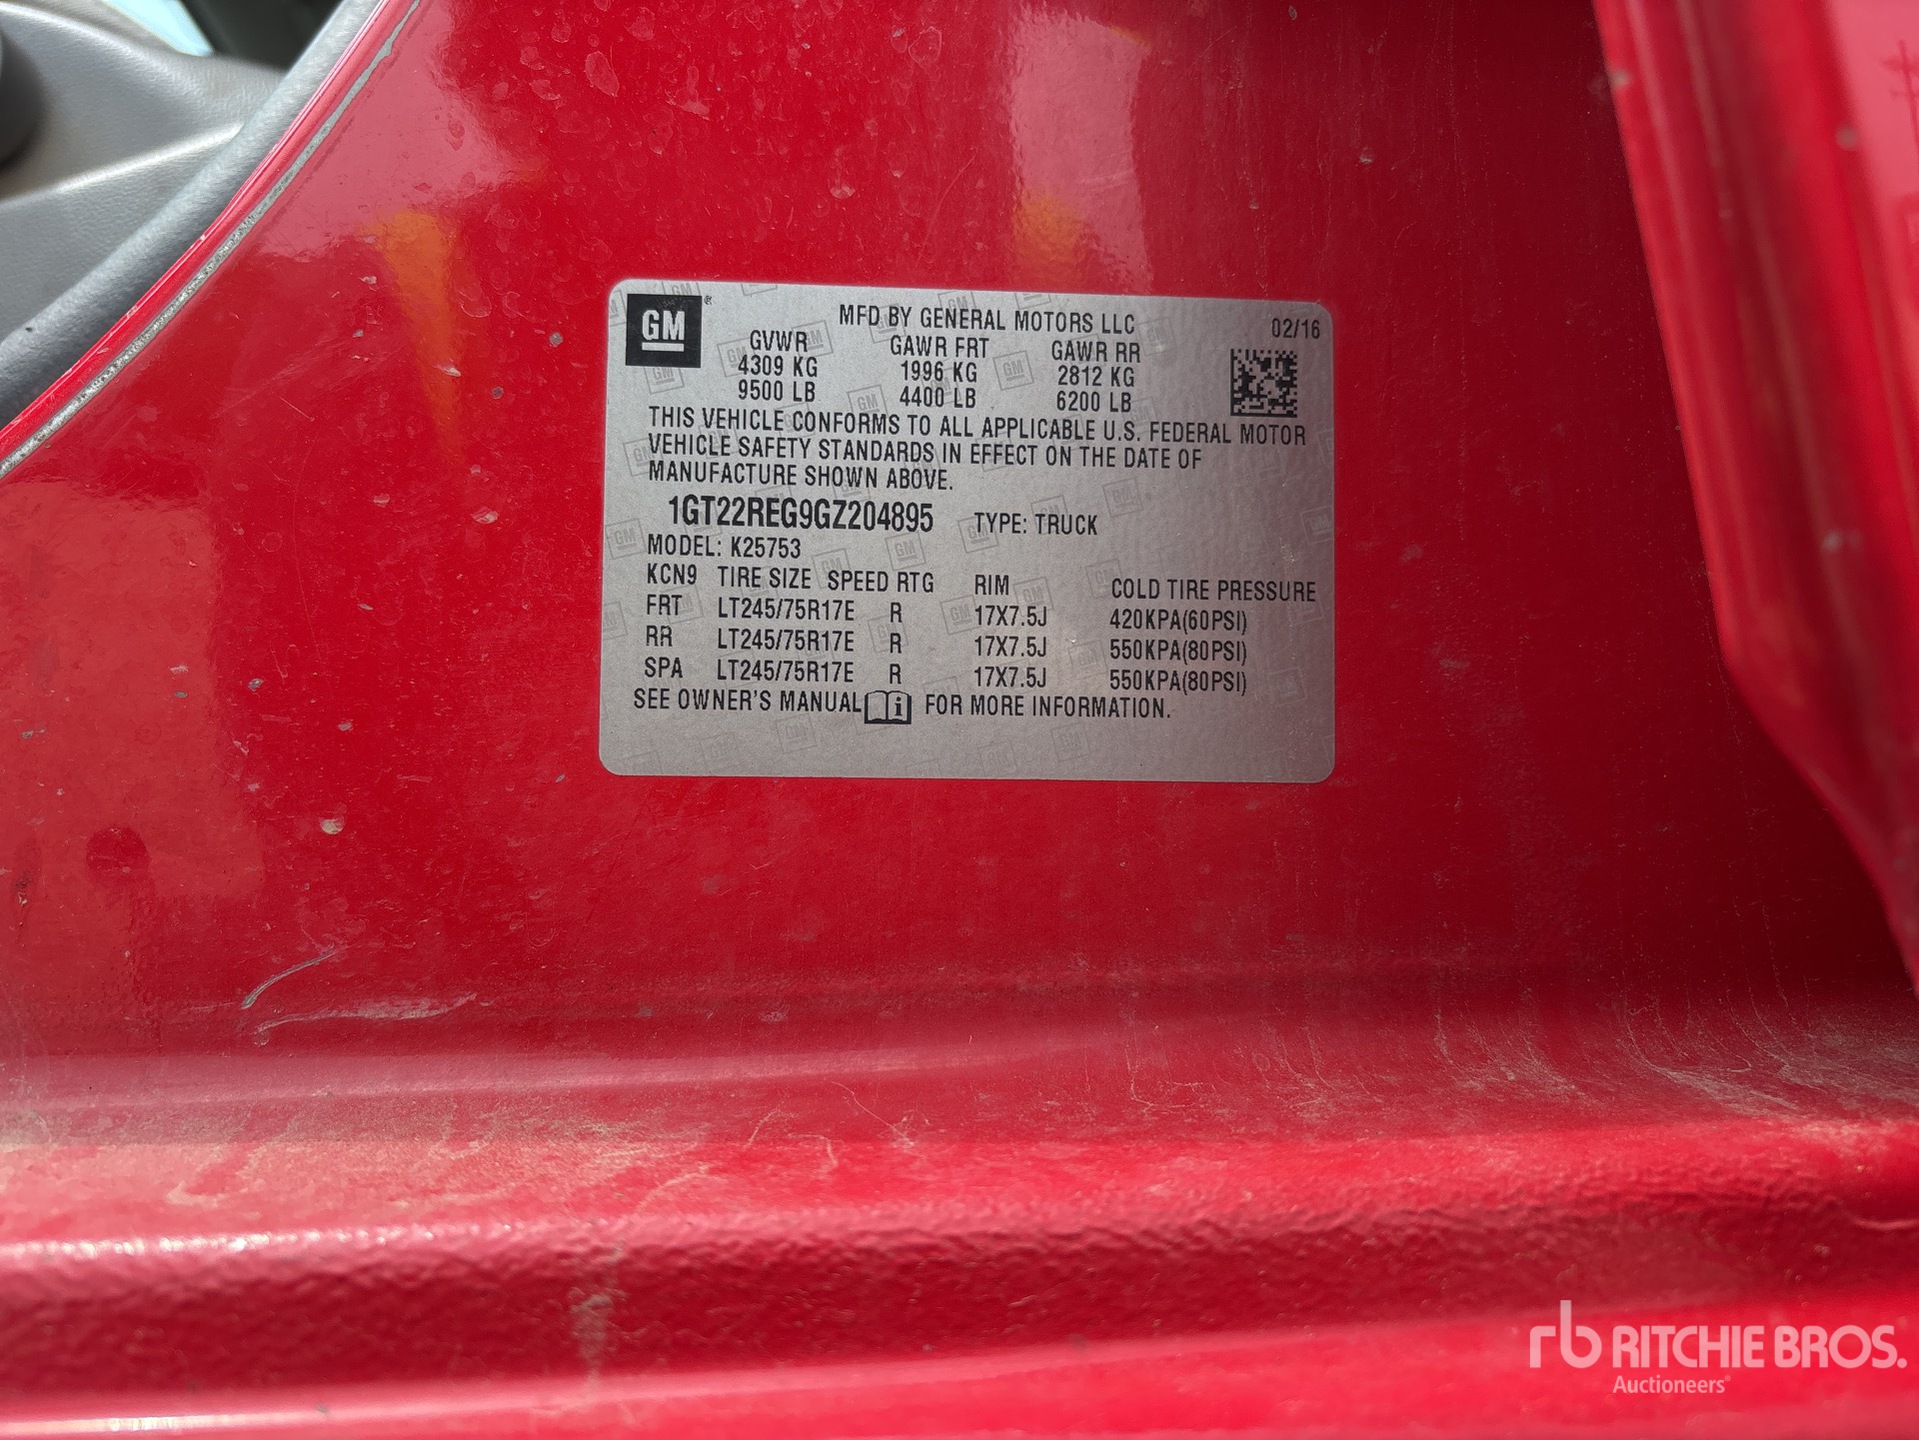 GM
MFD BY GENERAL MOTORS LLC 02/16
GVWR GAWR FRT GAWR RR
4309 KG 1996 KG 2812 KG
9500 LB 4400 LB 6200 LB
THIS VEHICLE CONFORMS TO ALL APPLICABLE U.S. FEDERAL MOTOR
VEHICLE SAFETY STANDARDS IN EFFECT ON THE DATE OF
MANUFACTURE SHOWN ABOVE.
1GT22REG9GZ204895 TYPE: TRUCK
MODEL: K25753
KCN9 TIRE SIZE SPEED RTG RIM COLD TIRE PRESSURE
FRT LT245/75R17E R 17X7.5J 420KPA(60PSI)
RR LT245/75R17E R 17X7.5J 550KPA(80PSI)
SPA LT245/75R17E R 17X7.5J 550KPA(80PSI)
SEE OWNER'S MANUAL i FOR MORE INFORMATION.
rb RITCHIE BROS.
Auctioneers